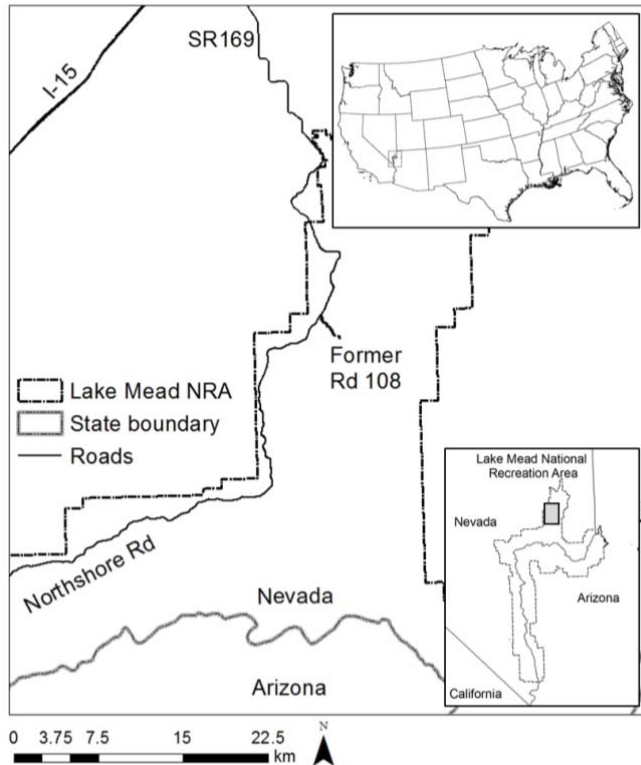 SR169
I-15
Former
Rd 108
Lake Mead NRA
State boundary
Roads
Northshore Rd
Nevada
Arizona
Lake Mead National
Recreation Area
Nevada
Arizona
California
0 3.75 7.5 15 22.5
km
N